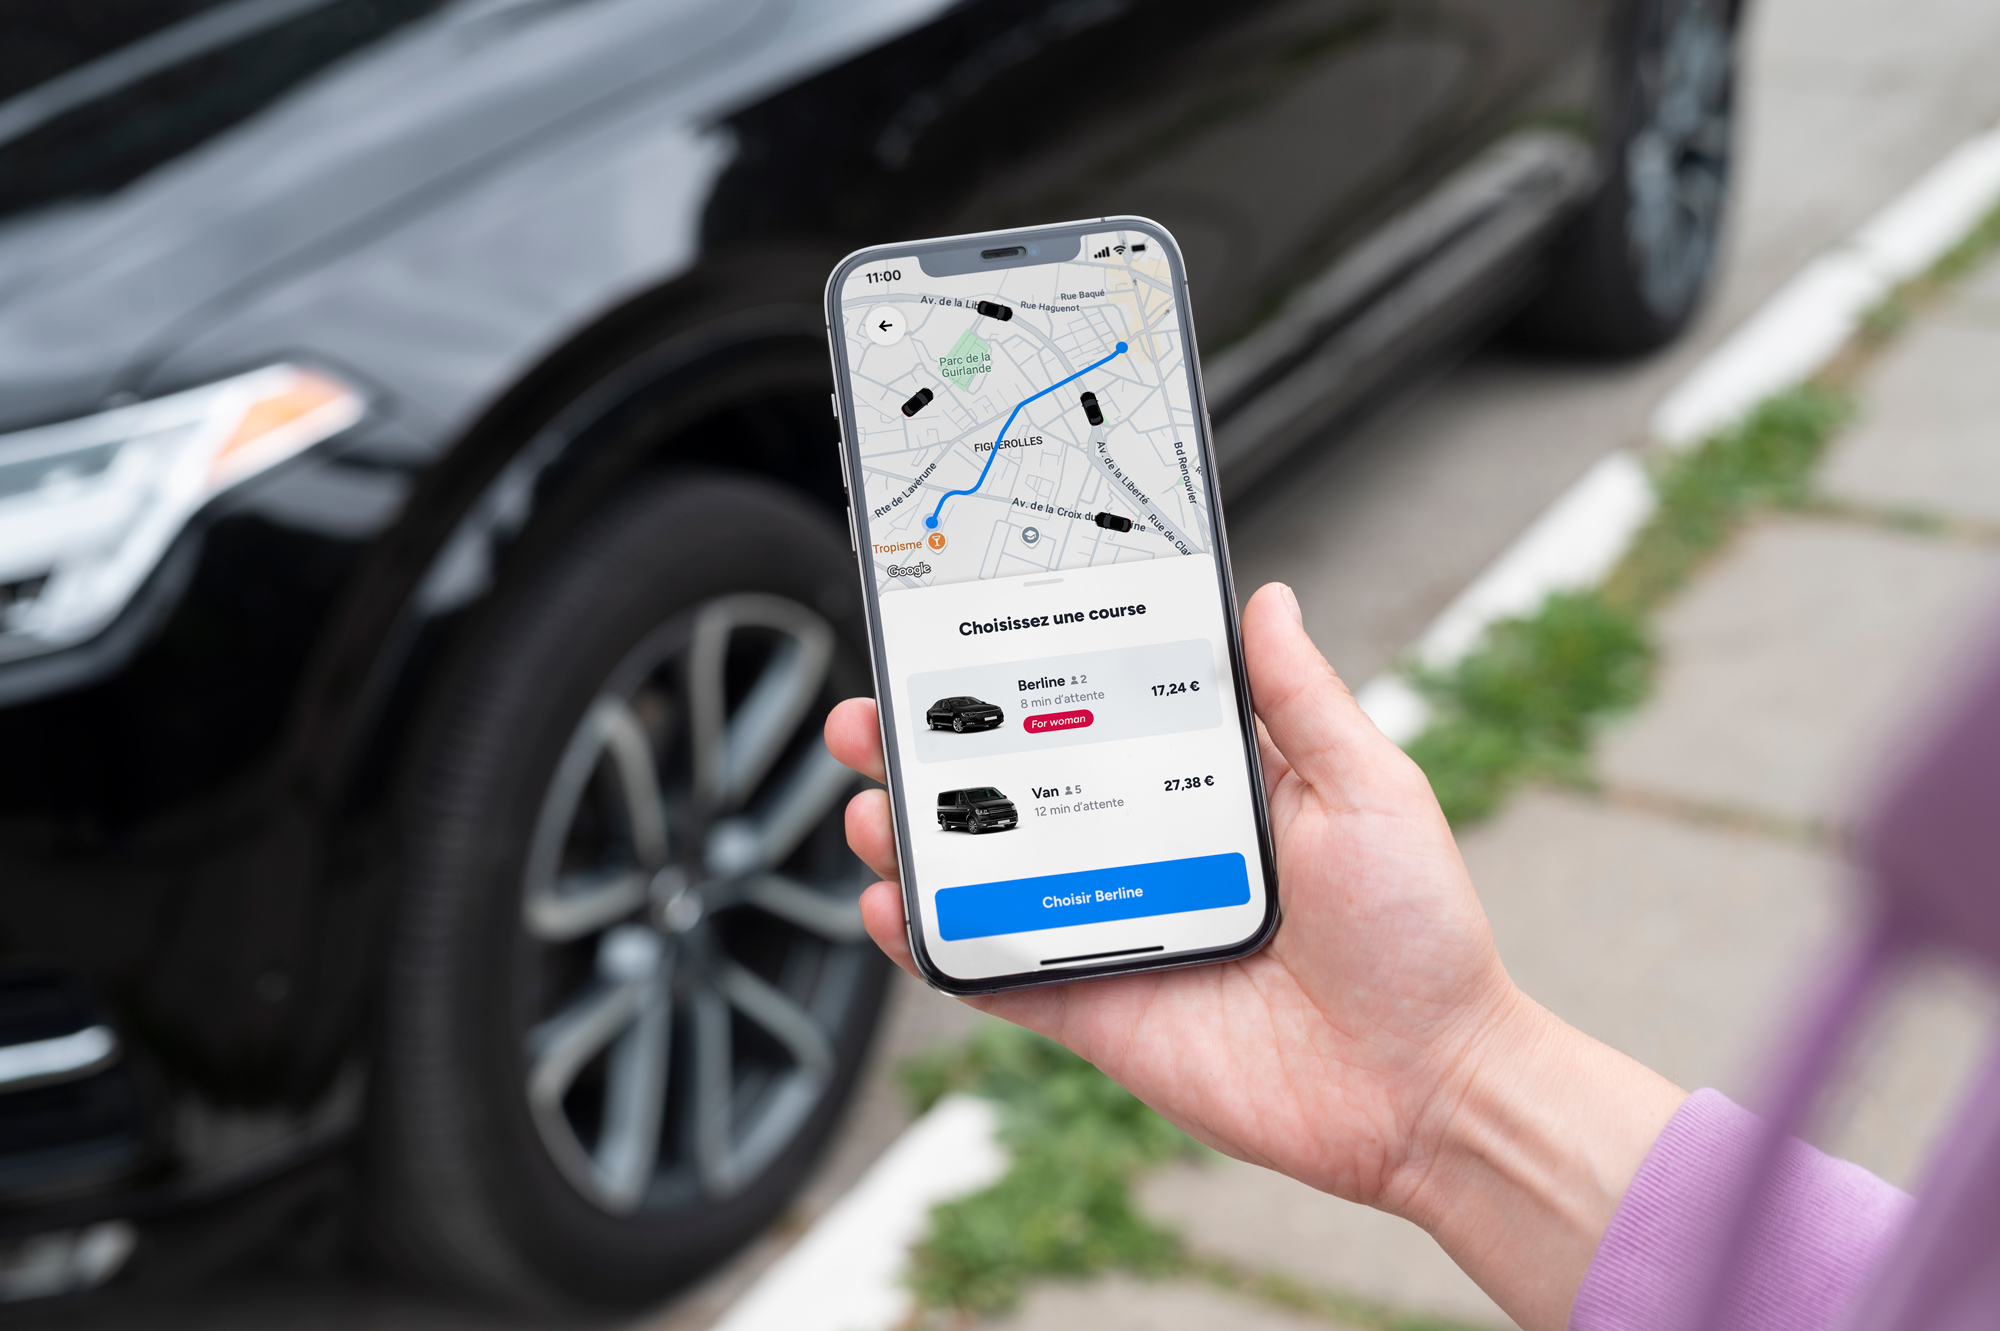 11:00
Rue Baqué
Rue Haguenot
Av. de la Lib
Parc de la
Guirlande
FIGUEROLLES
Rte de Lavérune
Av. de la Liberté
Bd Renouvier
Av. de la Croix du
ine
Rue de Cla
Tropisme
Google
Choisissez une course
Berline 2
8 min d'attente
17,24 €
For woman
Van 5
12 min d'attente
27,38 €
Choisir Berline